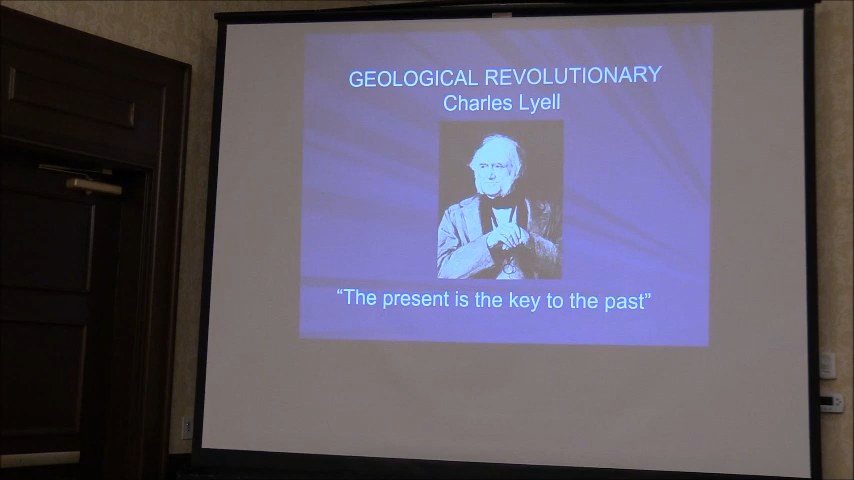 GEOLOGICAL REVOLUTIONARY
Charles Lyell
“The present is the key to the past”